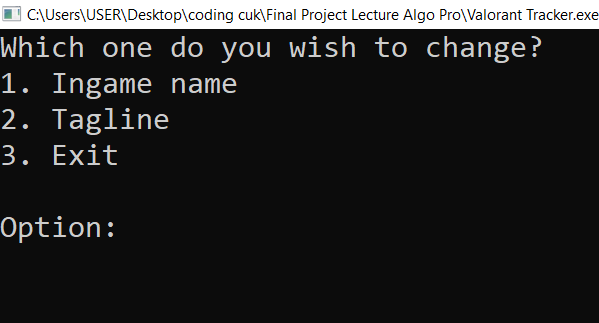 C:\Users\USER\Desktop\coding cuk\Final Project Lecture Algo Pro\Valorant Tracker.exe
Which one do you wish to change?
1. Ingame name
2. Tagline
3. Exit
Option: